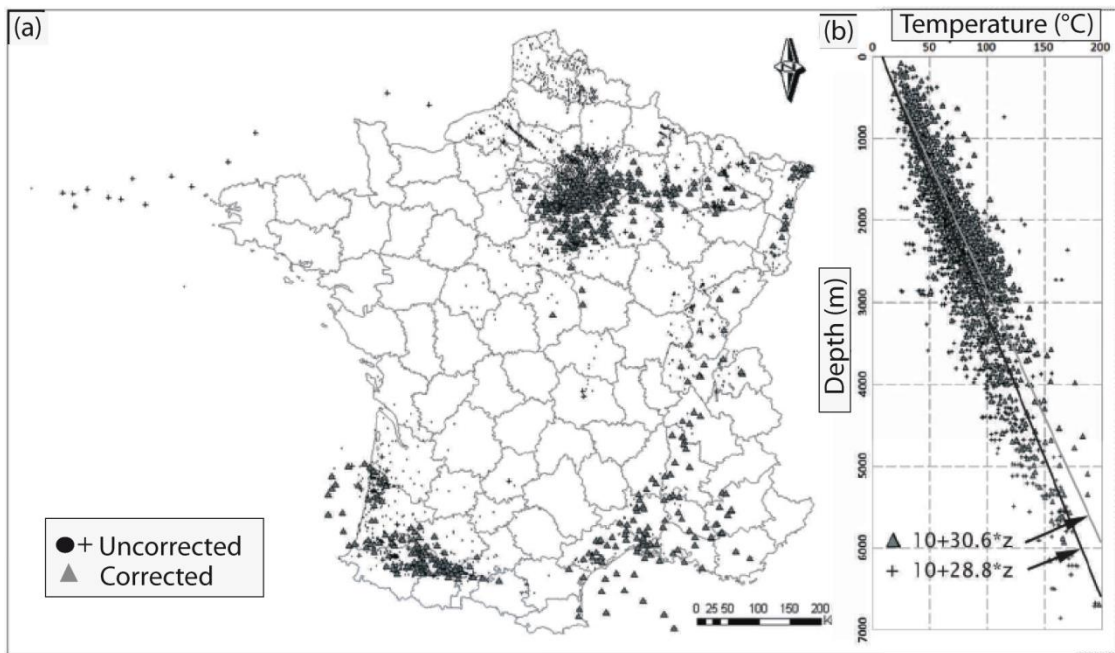 (a)
(b)
Temperature (°C)
0 50 100 150 200
0
1000
2000
3000
4000
5000
6000
7000
Depth (m)
10+30.6*z
+ 10+28.8*z
+ Uncorrected
Corrected
0 25 50 100 150 200